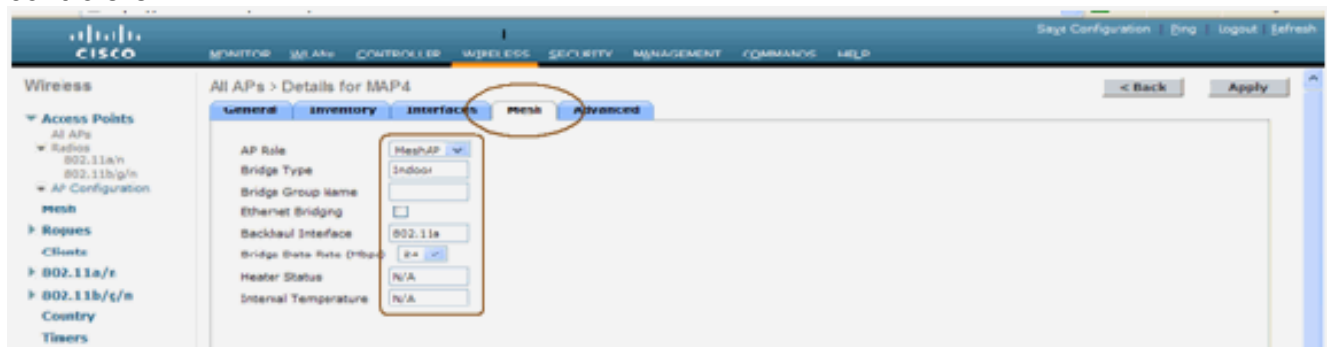 Save Configuration Ping Logout Refresh
CISCO
MONITOR WLANs CONTROLLER WIRELESS SECURITY MANAGEMENT COMMANDS HELP
Wireless
All APs > Details for MAP4
< Back Apply
General Inventory Interfaces Mesh Advanced
Access Points
All APs
Radios
802.11a/n
802.11b/g/n
AP Configuration
Mesh
Rogues
Clients
802.11a/n
802.11b/g/n
Country
Timers
AP Role MeshAP
Bridge Type Indoor
Bridge Group Name
Ethernet Bridging
Backhaul Interface 802.11a
Bridge Data Rate (Mbps) 24
Heater Status N/A
Internal Temperature N/A